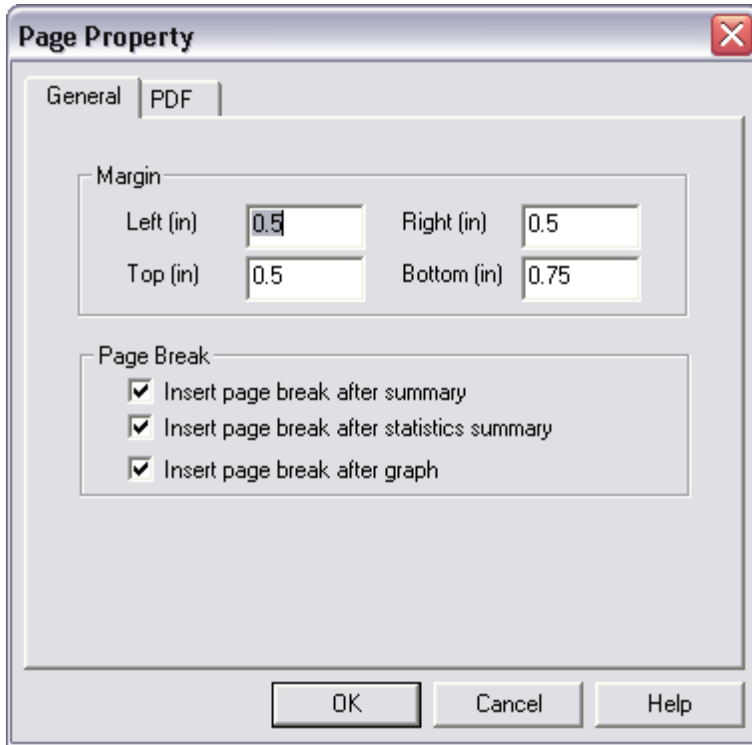 Page Property
General PDF
Margin
Left (in) 0.5 Right (in) 0.5
Top (in) 0.5 Bottom (in) 0.75
Page Break
Insert page break after summary
Insert page break after statistics summary
Insert page break after graph
OK Cancel Help